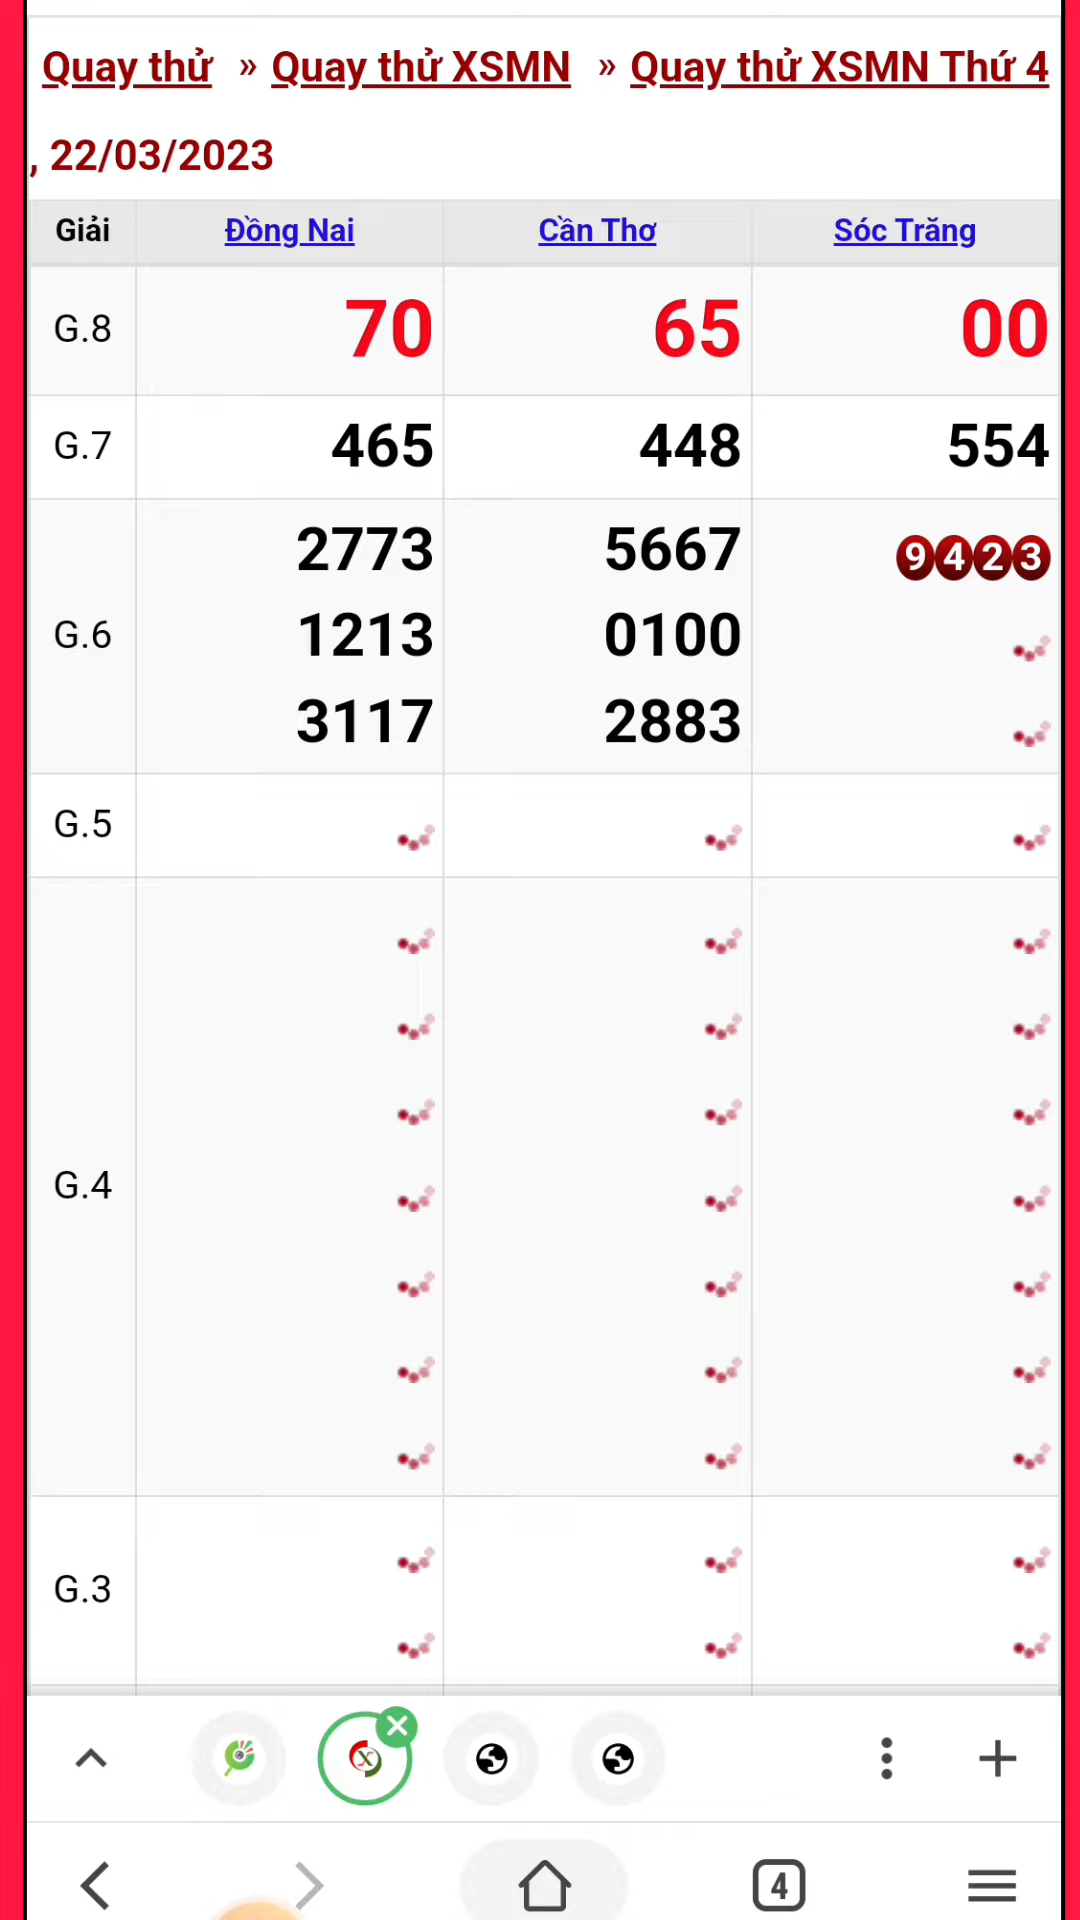 Quay thử » Quay thử XSMN » Quay thử XSMN Thứ 4
, 22/03/2023
Giải Đồng Nai Cần Thơ Sóc Trăng
G.8 70 65 00
G.7 465 448 554
2773 5667 9423
G.6 1213 0100
3117 2883
G.5
G.4
G.3
X
4